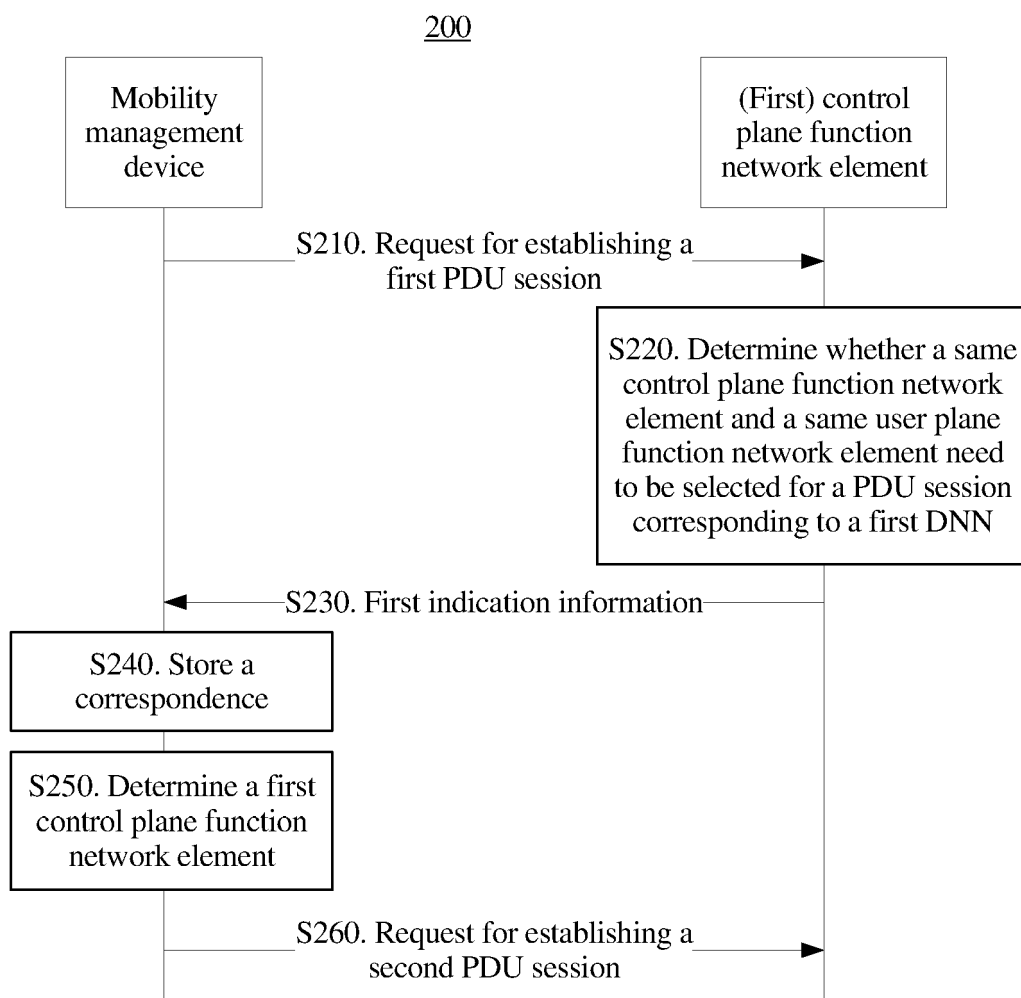 200
Mobility
management
device
(First) control
plane function
network element
S210. Request for establishing a
first PDU session
S220. Determine whether a same
control plane function network
element and a same user plane
function network element need
to be selected for a PDU session
corresponding to a first DNN
S230. First indication information
S240. Store a
correspondence
S250. Determine a first
control plane function
network element
S260. Request for establishing a
second PDU session